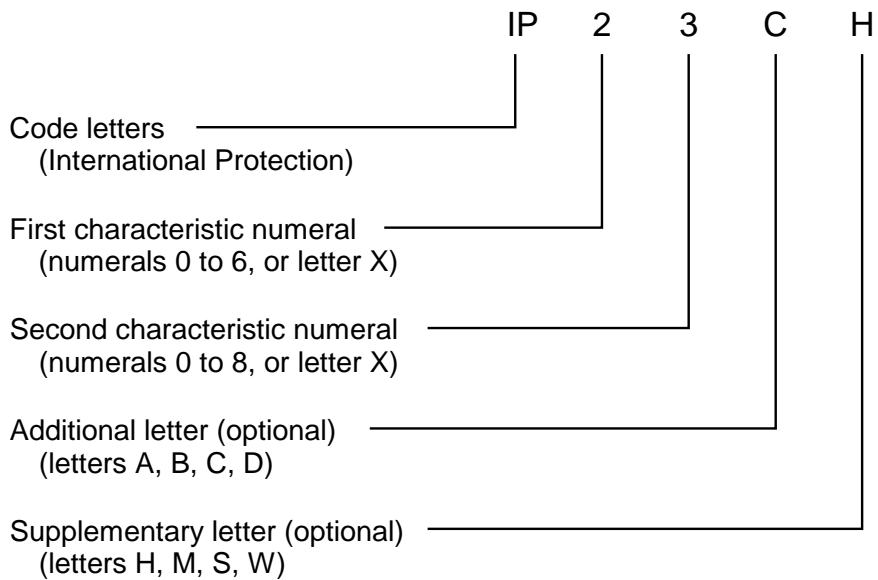 IP 2 3 C H
Code letters
(International Protection)
First characteristic numeral
(numerals 0 to 6, or letter X)
Second characteristic numeral
(numerals 0 to 8, or letter X)
Additional letter (optional)
(letters A, B, C, D)
Supplementary letter (optional)
(letters H, M, S, W)